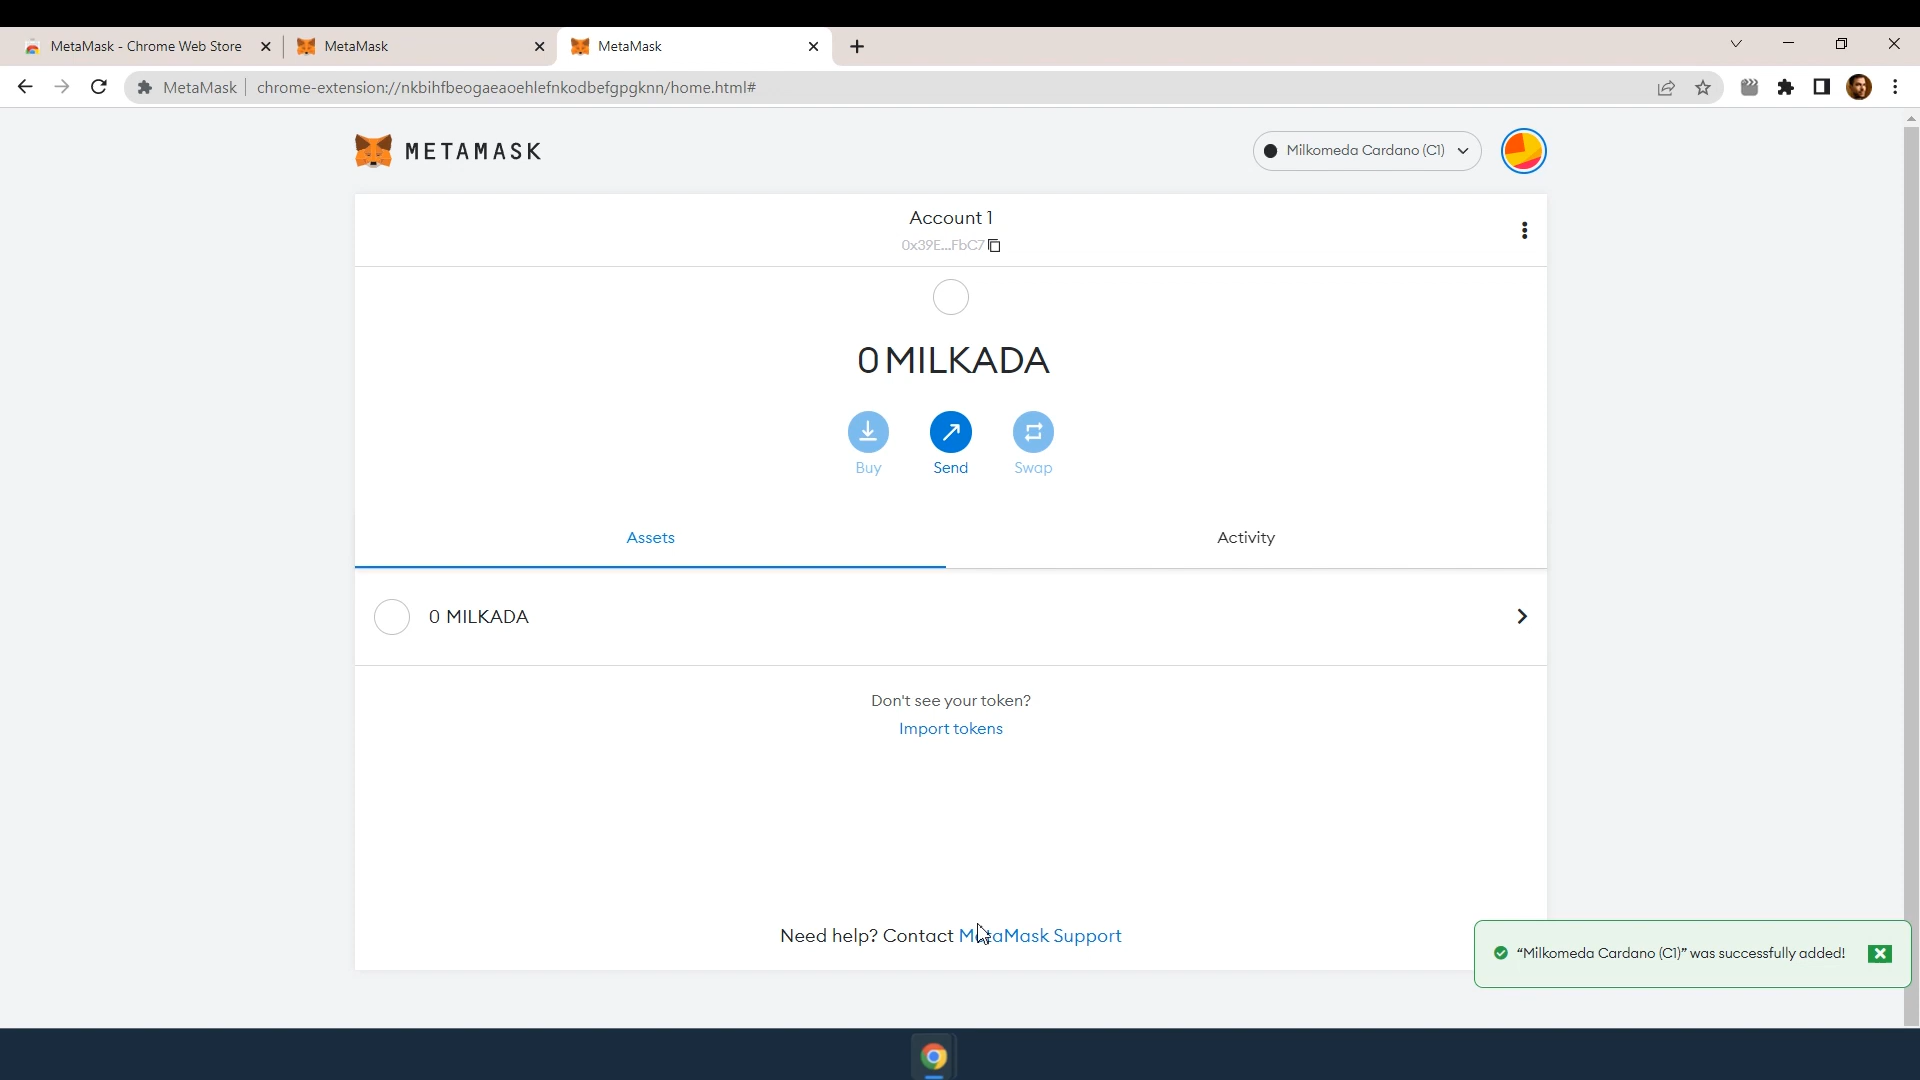 MetaMask - Chrome Web Store
MetaMask
MetaMask
MetaMask
chrome-extension://nkbihfbeogaeaoehlefnkodbefgpgknn/home.html#
METAMASK
Milkomeda Cardano (C1)
Account 1
0x39E...FbC7
0 MILKADA
Buy
Send
Swap
Assets
Activity
0 MILKADA
Don't see your token?
Import tokens
Need help? Contact MetaMask Support
“Milkomeda Cardano (C1)” was successfully added!